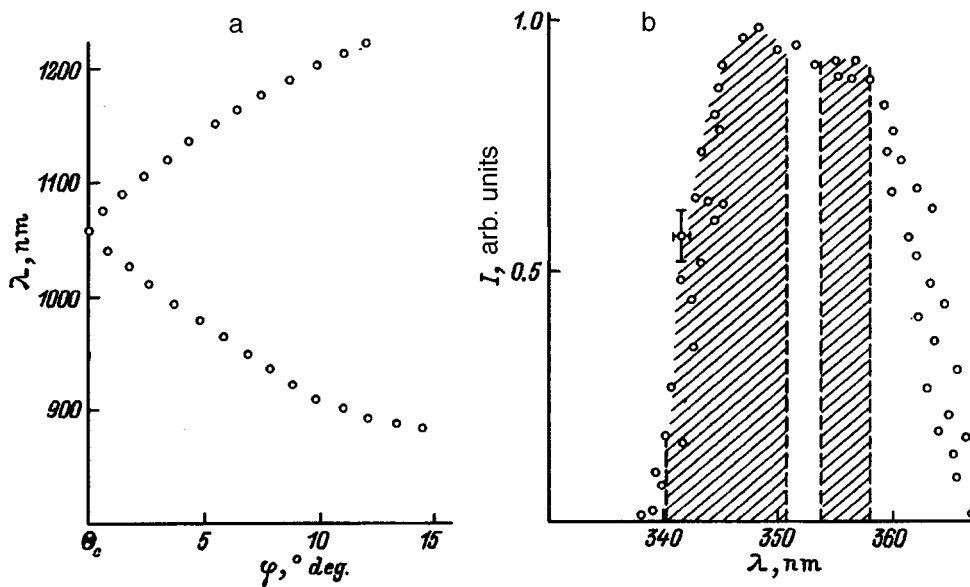 a
1200
1100
1000
900
λ, nm
Θc 5 10 15
φ, ° deg.
b
1.0
0.5
I, arb. units
340 350 360
λ, nm